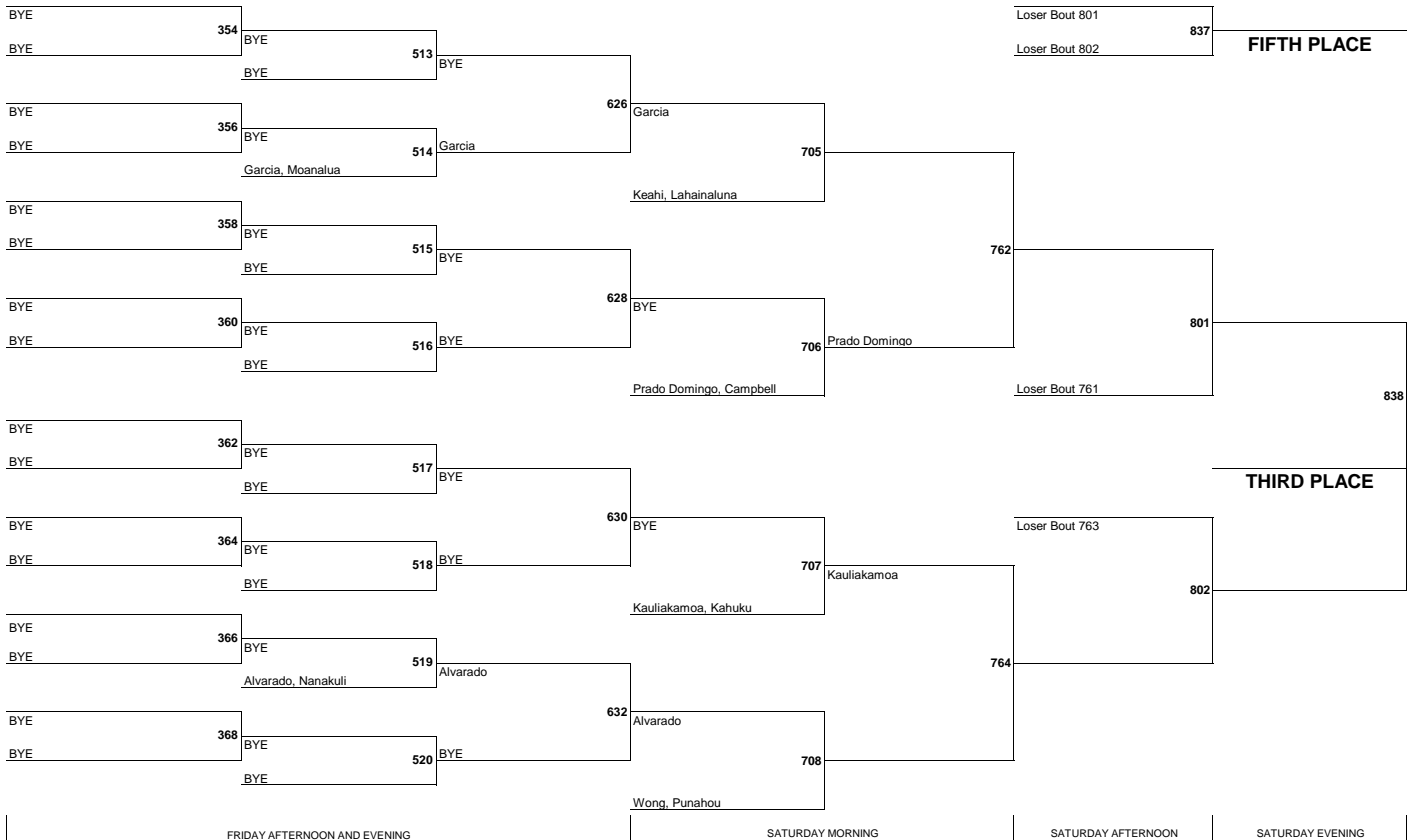 BYE
354
BYE
BYE
513
BYE
BYE
Loser Bout 801
837
Loser Bout 802
FIFTH PLACE
BYE
356
BYE
BYE
514
Garcia
Garcia, Moanalua
626
Garcia
705
Keahi, Lahainaluna
BYE
358
BYE
BYE
515
BYE
BYE
762
BYE
360
BYE
BYE
516
BYE
BYE
628
BYE
706
Prado Domingo
Prado Domingo, Campbell
801
Loser Bout 761
838
BYE
362
BYE
BYE
517
BYE
BYE
THIRD PLACE
BYE
364
BYE
BYE
518
BYE
BYE
630
BYE
707
Kauliakamoa
Kauliakamoa, Kahuku
Loser Bout 763
802
BYE
366
BYE
BYE
519
Alvarado
Alvarado, Nanakuli
764
BYE
368
BYE
BYE
520
BYE
BYE
632
Alvarado
708
Wong, Punahou
FRIDAY AFTERNOON AND EVENING
SATURDAY MORNING
SATURDAY AFTERNOON
SATURDAY EVENING